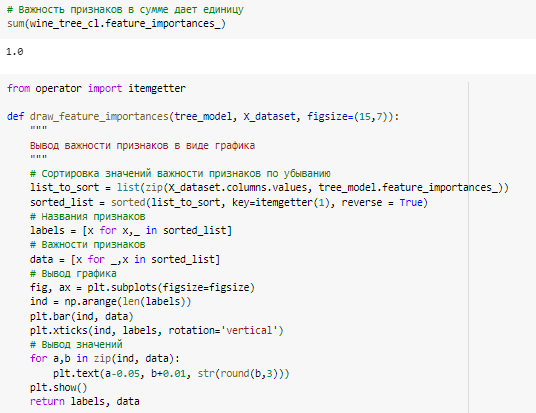 # Важность признаков в сумме дает единицу
sum(wine_tree_cl.feature_importances_)
1.0
from operator import itemgetter
def draw_feature_importances(tree_model, X_dataset, figsize=(15,7)):
    """
    Вывод важности признаков в виде графика
    """
    # Сортировка значений важности признаков по убыванию
    list_to_sort = list(zip(X_dataset.columns.values, tree_model.feature_importances_))
    sorted_list = sorted(list_to_sort, key=itemgetter(1), reverse = True)
    # Названия признаков
    labels = [x for x,_ in sorted_list]
    # Важности признаков
    data = [x for _,x in sorted_list]
    # Вывод графика
    fig, ax = plt.subplots(figsize=figsize)
    ind = np.arange(len(labels))
    plt.bar(ind, data)
    plt.xticks(ind, labels, rotation='vertical')
    # Вывод значений
    for a,b in zip(ind, data):
        plt.text(a-0.05, b+0.01, str(round(b,3)))
    plt.show()
    return labels, data